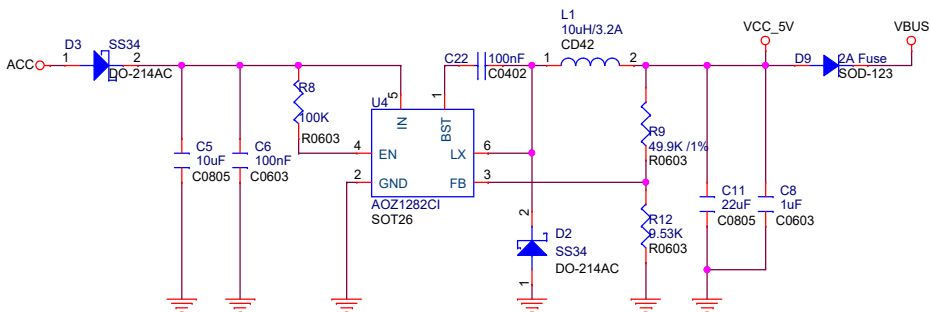 L1
10uH/3.2A
CD42
VCC_5V
VBUS
D3
SS34
ACC
1
2
DO-214AC
C22
100nF
C0402
1
2
D9
2A Fuse
SOD-123
R8
100K
R0603
U4
5
1
IN
BST
4
EN
LX
6
2
GND
FB
3
AOZ1282CI
SOT26
R9
49.9K /1%
R0603
C5
10uF
C0805
C6
100nF
C0603
R12
9.53K
R0603
C11
22uF
C0805
C8
1uF
C0603
2
D2
SS34
DO-214AC
1